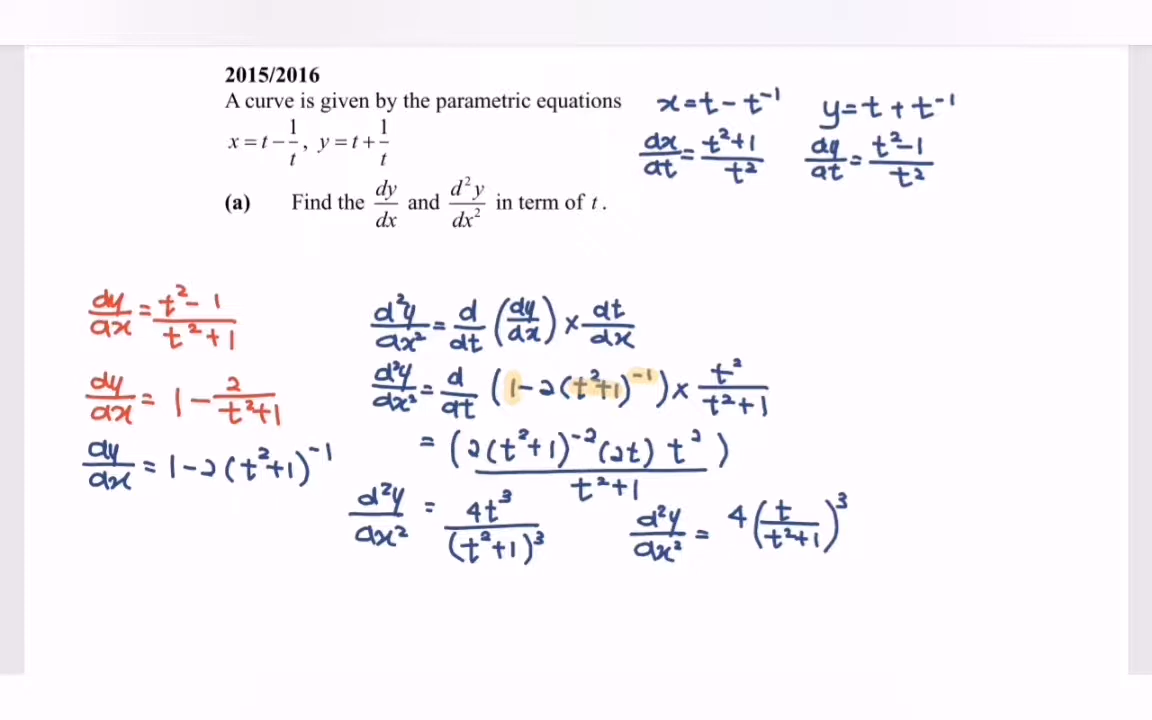 2015/2016
A curve is given by the parametric equations
x = t − 1/t, y = t + 1/t
(a) Find the dy/dx and d²y/dx² in term of t.
x = t − t⁻¹
dx/dt = (t²+1)/t²
y = t + t⁻¹
dy/dt = (t²−1)/t²
dy/dx = (t²−1)/(t²+1)
dy/dx = 1 − 2/(t²+1)
dy/dx = 1−2(t²+1)⁻¹
d²y/dx² = d/dt (dy/dx) × dt/dx
d²y/dx² = d/dt (1−2(t²+1)⁻¹) × t²/(t²+1)
= (2(t²+1)⁻²(2t) t²)/(t²+1)
d²y/dx² = 4t³/(t²+1)³
d²y/dx² = 4(t/(t²+1))³